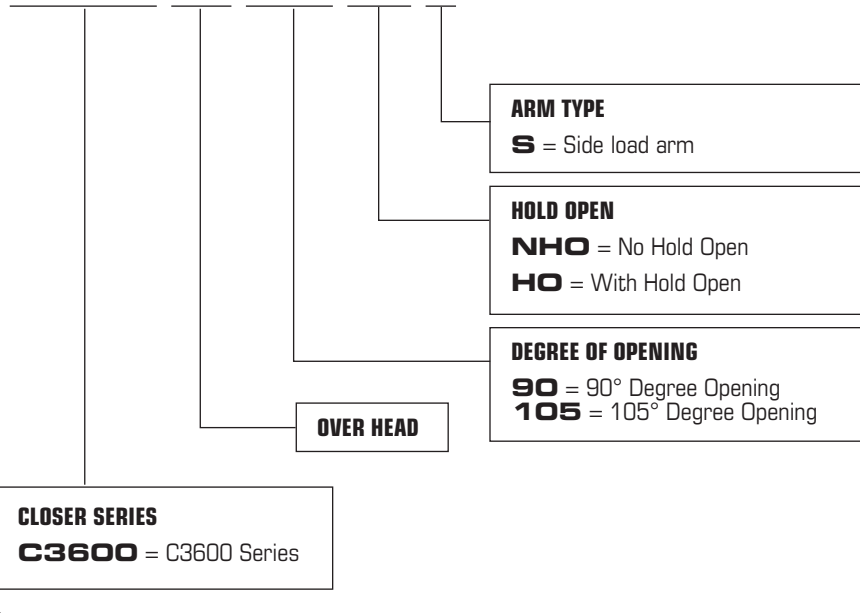 ARM TYPE
S = Side load arm
HOLD OPEN
NHO = No Hold Open
HO = With Hold Open
DEGREE OF OPENING
90 = 90° Degree Opening
105 = 105° Degree Opening
OVER HEAD
CLOSER SERIES
C3600 = C3600 Series